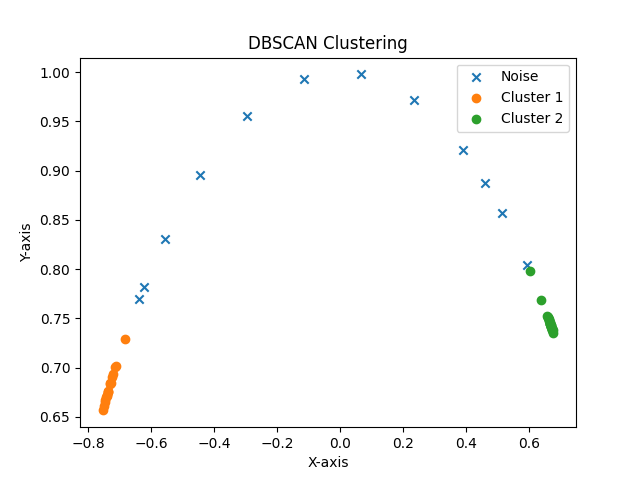 DBSCAN Clustering
Noise
Cluster 1
Cluster 2
1.00
0.95
0.90
0.85
0.80
0.75
0.70
0.65
Y-axis
−0.8 −0.6 −0.4 −0.2 0.0 0.2 0.4 0.6
X-axis